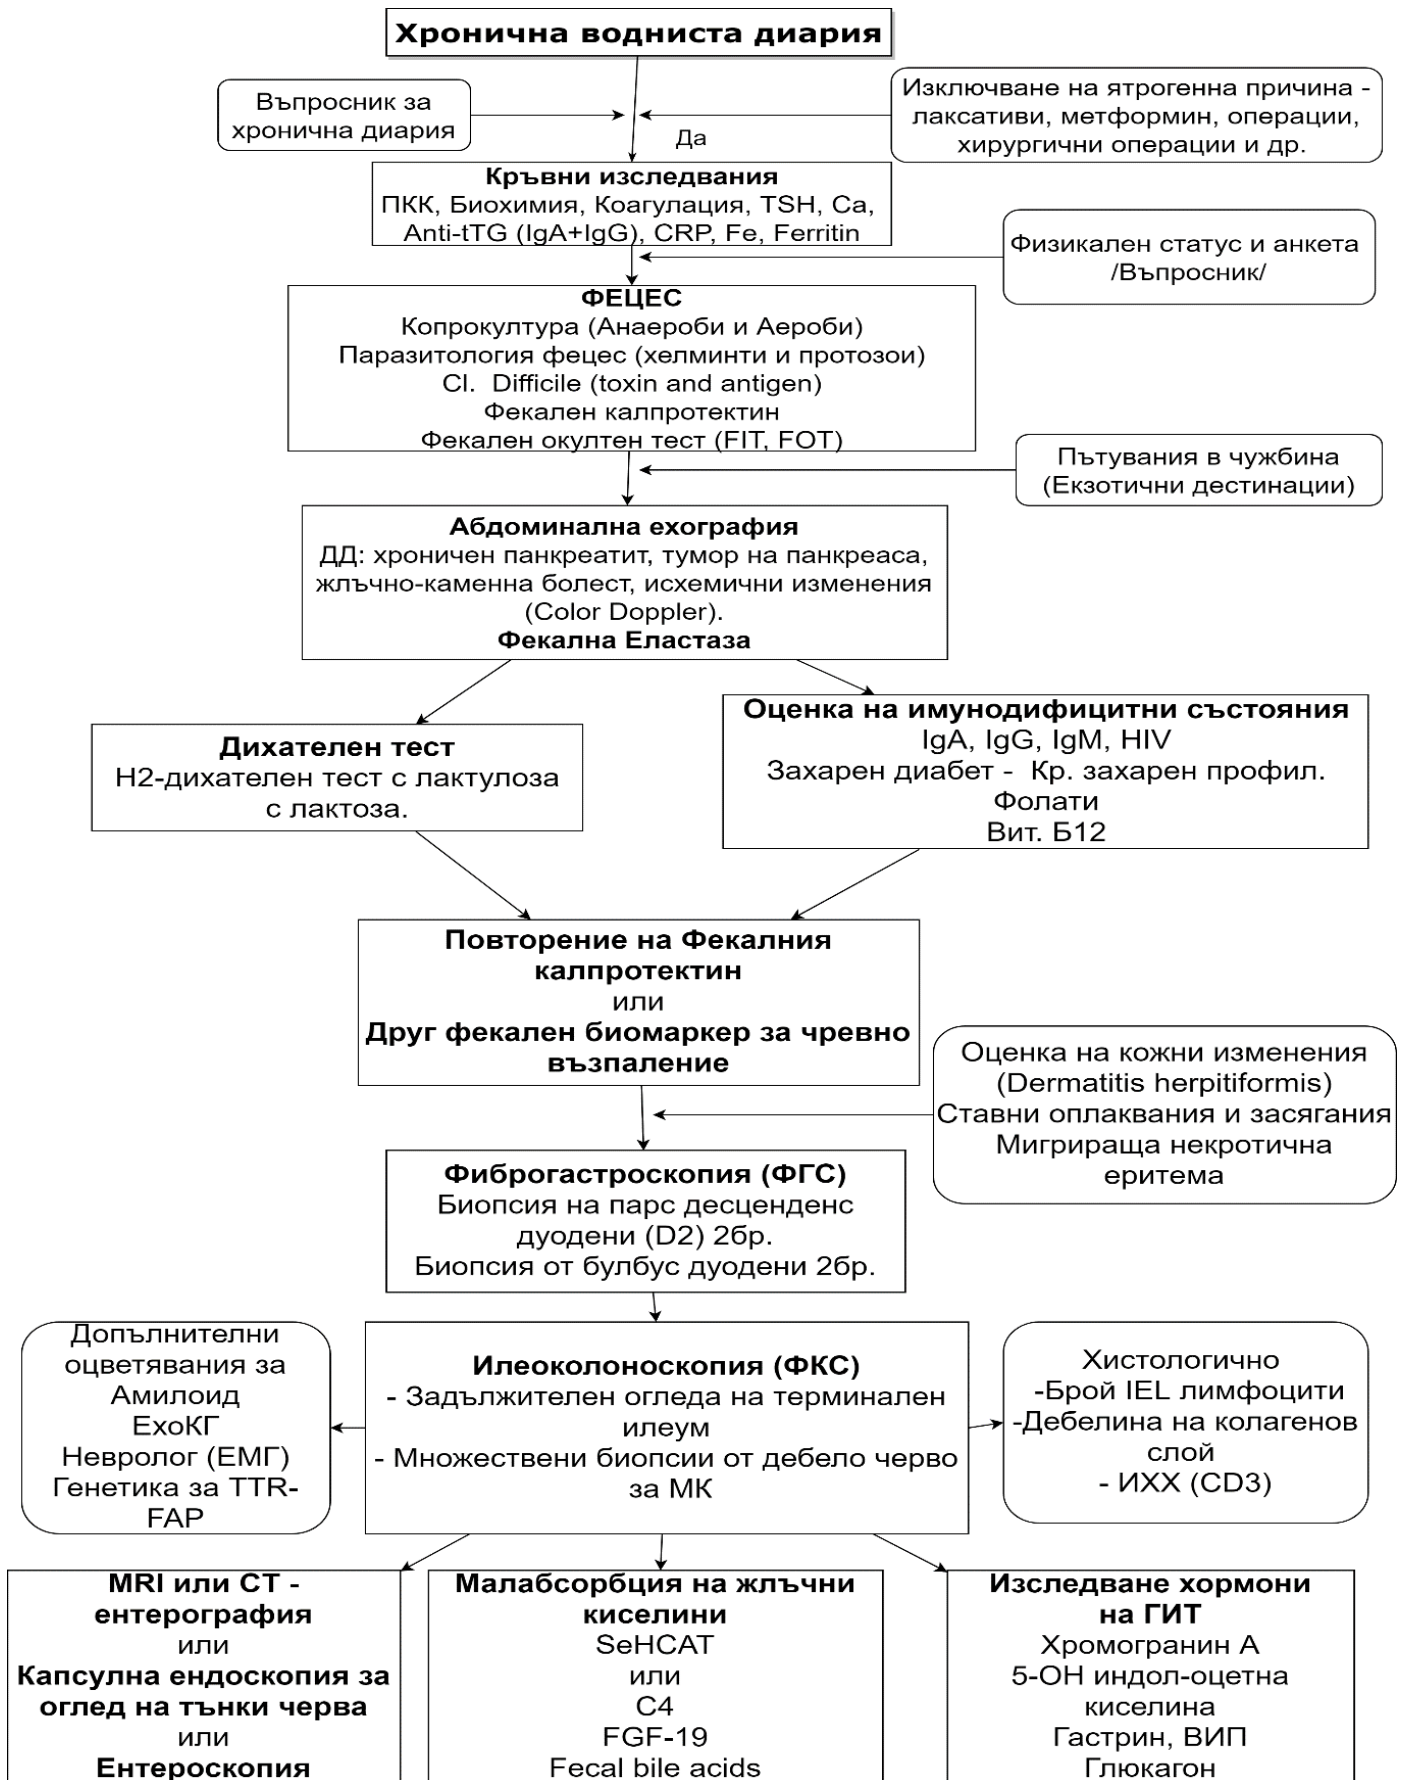 Хронична водниста диария
Въпросник за
хронична диария
Изключване на ятрогенна причина -
лаксативи, метформин, операции,
хирургични операции и др.
Да
Кръвни изследвания
ПКК, Биохимия, Коагулация, TSH, Ca,
Anti-tTG (IgA+IgG), CRP, Fe, Ferritin
Физикален статус и анкета
/Въпросник/
ФЕЦЕС
Копрокултура (Анаероби и Аероби)
Паразитология фецес (хелминти и протозои)
Cl. Difficile (toxin and antigen)
Фекален калпротектин
Фекален окултен тест (FIT, FOT)
Пътувания в чужбина
(Екзотични дестинации)
Абдоминална ехография
ДД: хроничен панкреатит, тумор на панкреаса,
жлъчно-каменна болест, исхемични изменения
(Color Doppler).
Фекална Еластаза
Дихателен тест
Н2-дихателен тест с лактулоза
с лактоза.
Оценка на имунодифицитни състояния
IgA, IgG, IgM, HIV
Захарен диабет - Кр. захарен профил.
Фолати
Вит. Б12
Повторение на Фекалния
калпротектин
или
Друг фекален биомаркер за чревно
възпаление
Оценка на кожни изменения
(Dermatitis herpitiformis)
Ставни оплаквания и засягания
Мигрираща некротична
еритема
Фиброгастроскопия (ФГС)
Биопсия на парс десценденс
дуодени (D2) 2бр.
Биопсия от булбус дуодени 2бр.
Допълнителни
оцветявания за
Амилоид
ЕхоКГ
Невролог (ЕМГ)
Генетика за TTR-
FAP
Илеоколоноскопия (ФКС)
- Задължителен огледа на терминален
илеум
- Множествени биопсии от дебело черво
за МК
Хистологично
-Брой IEL лимфоцити
-Дебелина на колагенов
слой
- ИХХ (CD3)
MRI или CT -
ентерография
или
Капсулна ендоскопия за
оглед на тънки черва
или
Ентероскопия
Малабсорбция на жлъчни
киселини
SeHCAT
или
C4
FGF-19
Fecal bile acids
Изследване хормони
на ГИТ
Хромогранин А
5-ОН индол-оцетна
киселина
Гастрин, ВИП
Глюкагон